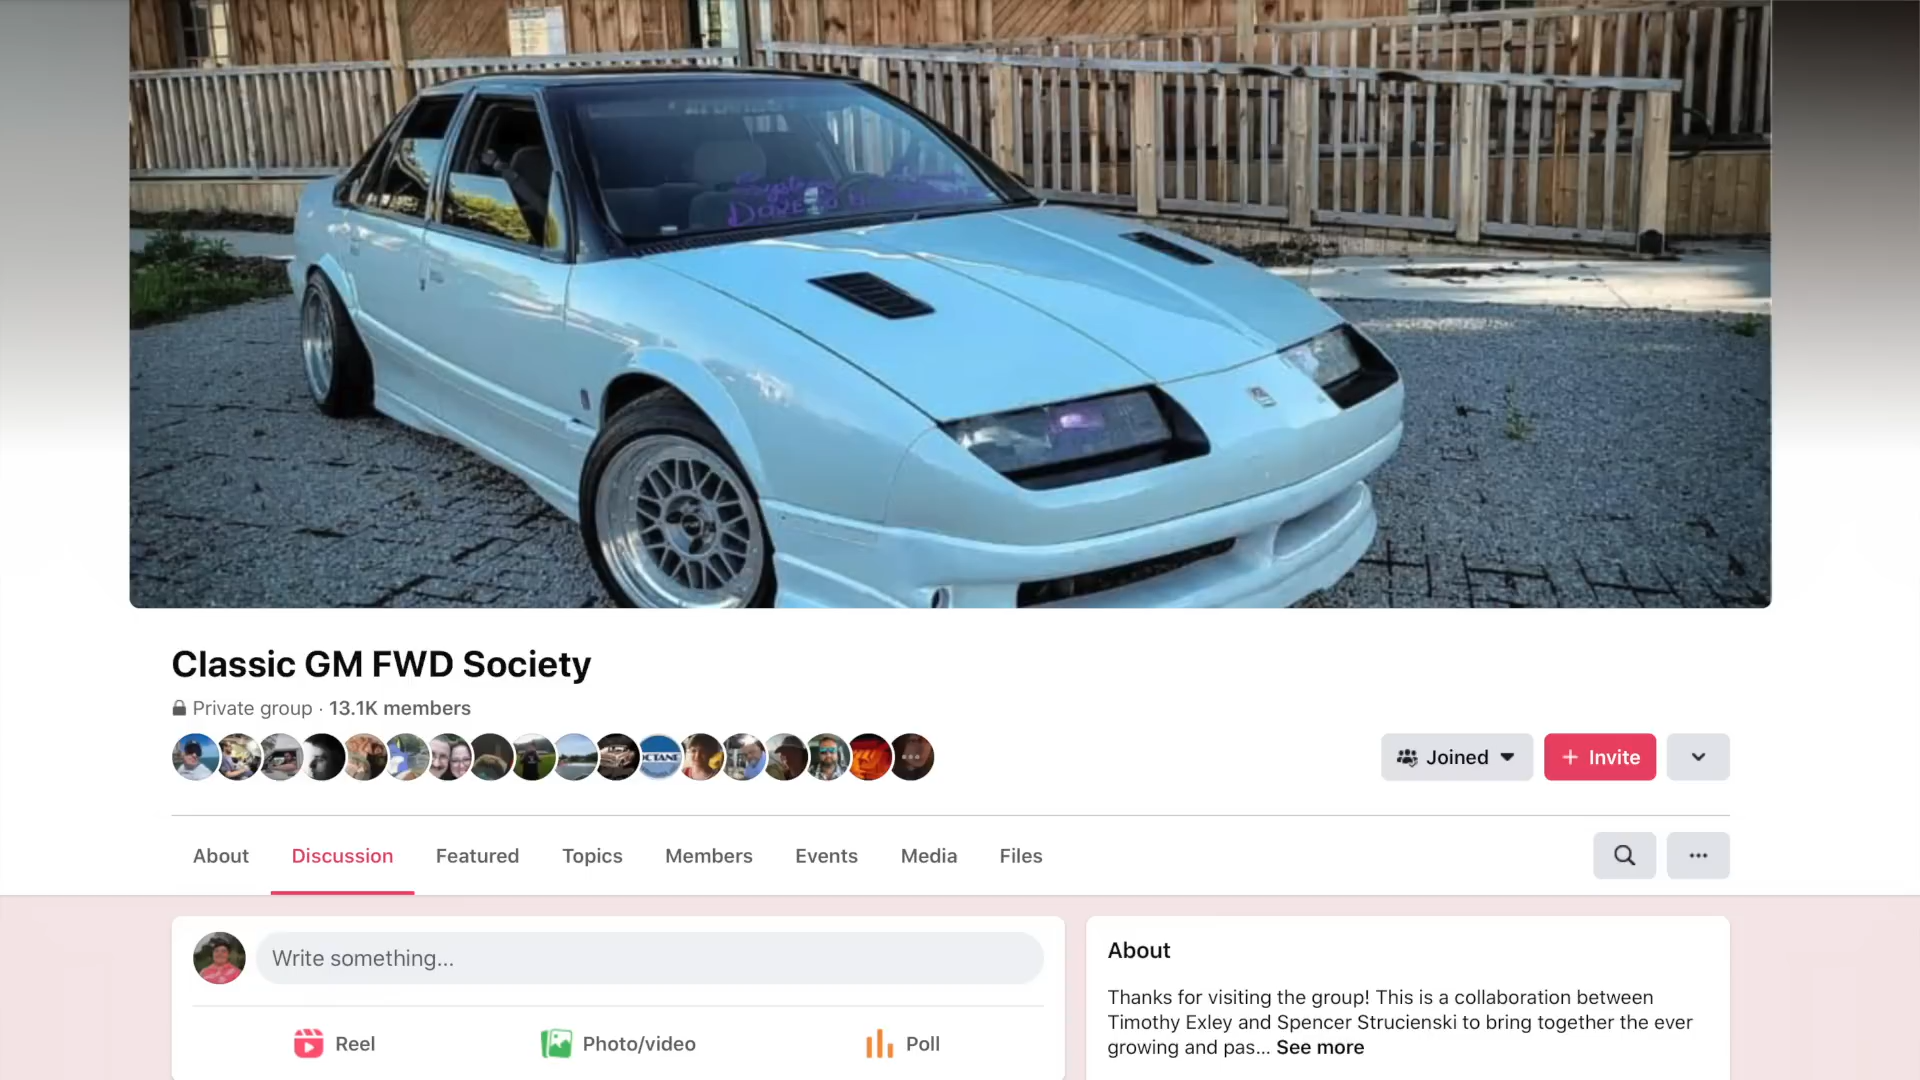 Classic GM FWD Society
Private group · 13.1K members
OCTANE
Joined
+ Invite
About Discussion Featured Topics Members Events Media Files
Write something...
Reel Photo/video Poll
About
Thanks for visiting the group! This is a collaboration between
Timothy Exley and Spencer Strucienski to bring together the ever
growing and pas... See more